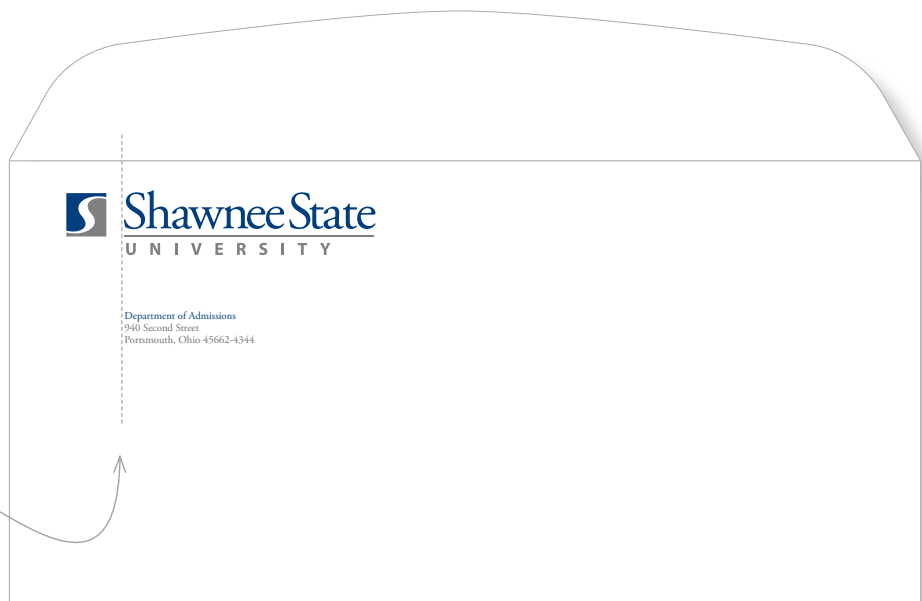 Shawnee State
UNIVERSITY
Department of Admissions
940 Second Street
Portsmouth, Ohio 45662-4344